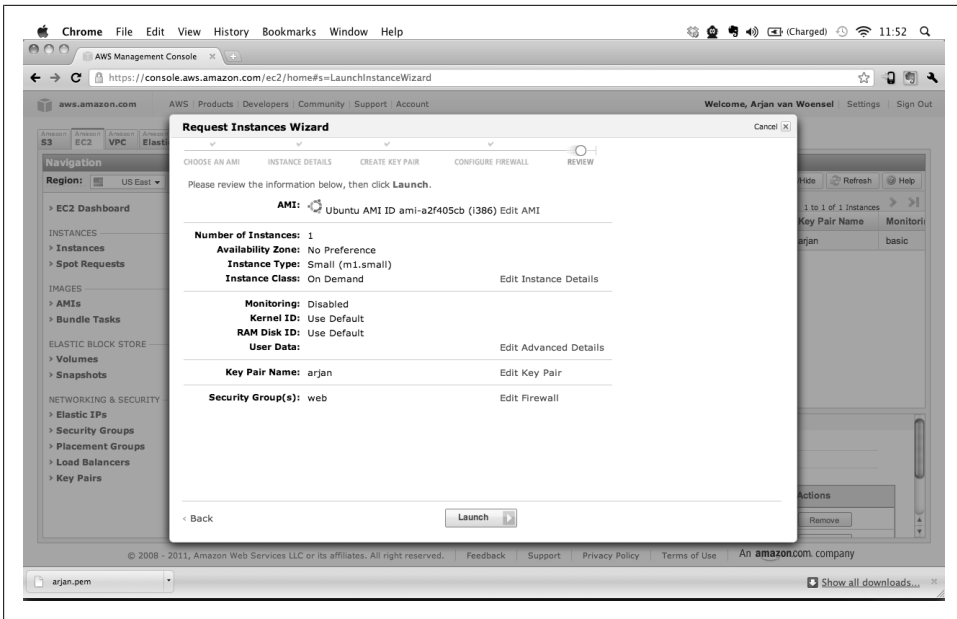 Chrome File Edit View History Bookmarks Window Help (Charged) 11:52
AWS Management Console
https://console.aws.amazon.com/ec2/home#s=LaunchInstanceWizard
aws.amazon.com AWS | Products | Developers | Community | Support | Account Welcome, Arjan van Woensel | Settings | Sign Out
Amazon S3 Amazon EC2 Amazon VPC Amazon Elasti
Request Instances Wizard Cancel x
CHOOSE AN AMI INSTANCE DETAILS CREATE KEY PAIR CONFIGURE FIREWALL REVIEW
Please review the information below, then click Launch.
AMI: Ubuntu AMI ID ami-a2f405cb (i386) Edit AMI
Number of Instances: 1
Availability Zone: No Preference
Instance Type: Small (m1.small)
Instance Class: On Demand Edit Instance Details
Monitoring: Disabled
Kernel ID: Use Default
RAM Disk ID: Use Default
User Data: Edit Advanced Details
Key Pair Name: arjan Edit Key Pair
Security Group(s): web Edit Firewall
< Back Launch
Navigation
Region: US East
> EC2 Dashboard
INSTANCES
> Instances
> Spot Requests
IMAGES
> AMIs
> Bundle Tasks
ELASTIC BLOCK STORE
> Volumes
> Snapshots
NETWORKING & SECURITY
> Elastic IPs
> Security Groups
> Placement Groups
> Load Balancers
> Key Pairs
/Hide Refresh Help
1 to 1 of 1 Instances
Key Pair Name Monitori
arjan basic
Actions
Remove
© 2008 - 2011, Amazon Web Services LLC or its affiliates. All right reserved. | Feedback | Support | Privacy Policy | Terms of Use An amazon.com. company
arjan.pem Show all downloads...